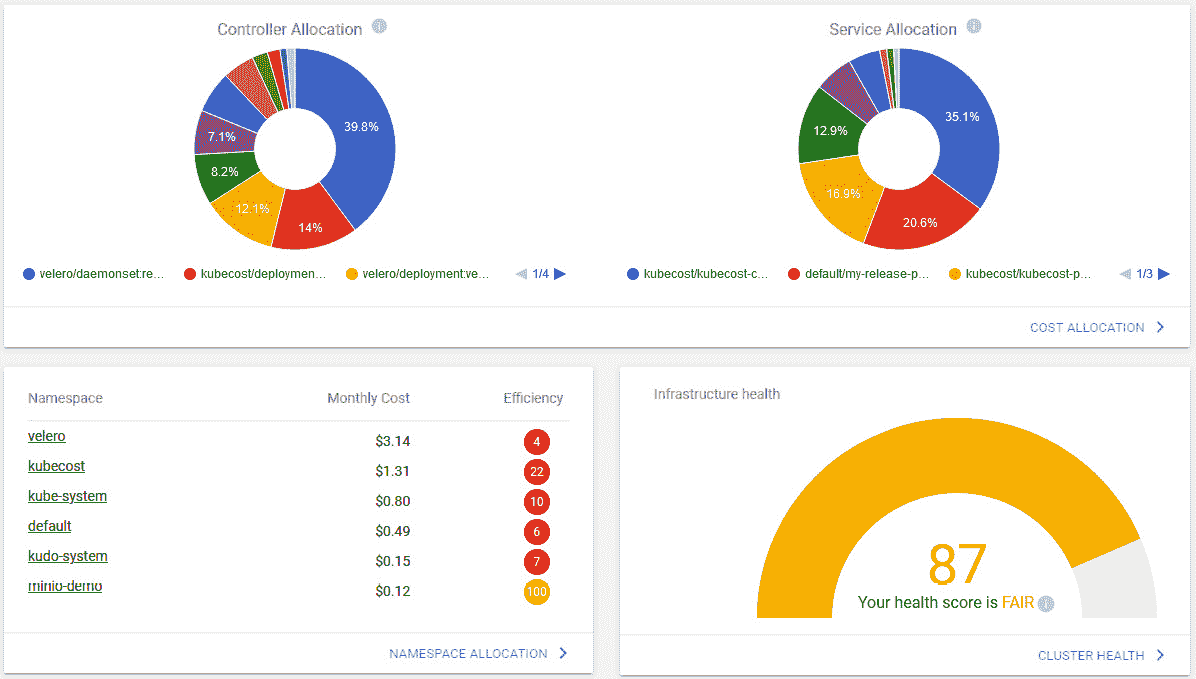 Controller Allocation
39.8%
14%
12.1%
8.2%
7.1%
velero/daemonset:re... kubecost/deploymen... velero/deployment:ve... 1/4
Service Allocation
35.1%
20.6%
16.9%
12.9%
kubecost/kubecost-c... default/my-release-p... kubecost/kubecost-p... 1/3
COST ALLOCATION
Namespace Monthly Cost Efficiency
velero $3.14 4
kubecost $1.31 22
kube-system $0.80 10
default $0.49 6
kudo-system $0.15 7
minio-demo $0.12 100
NAMESPACE ALLOCATION
Infrastructure health
87
Your health score is FAIR
CLUSTER HEALTH